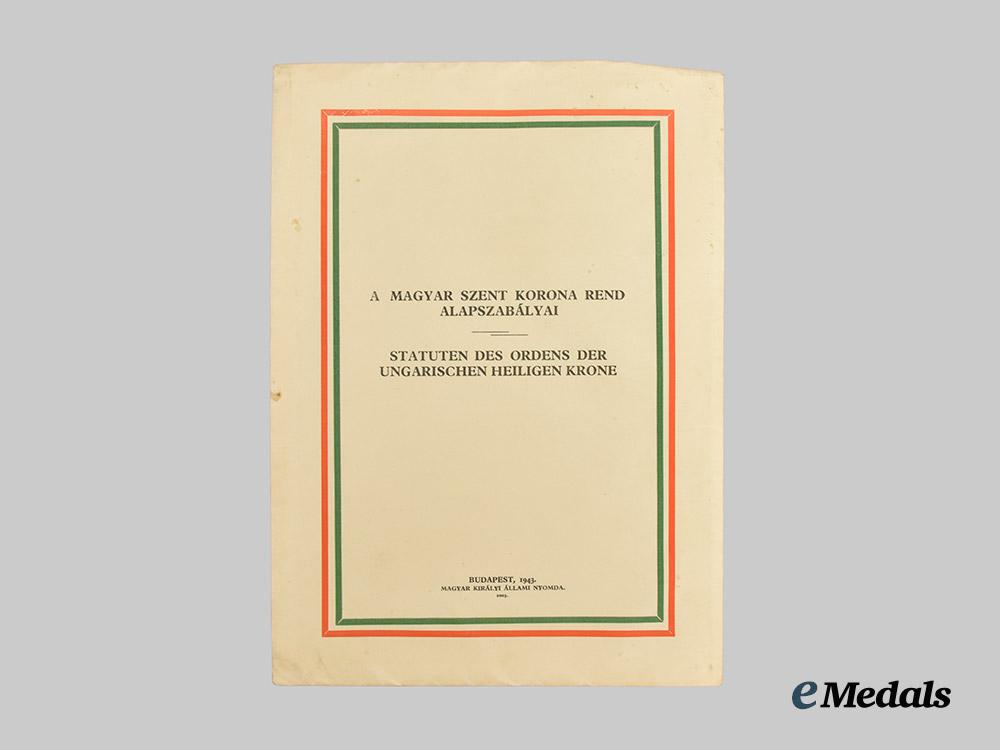 A MAGYAR SZENT KORONA REND
ALAPSZABÁLYAI
STATUTEN DES ORDENS DER
UNGARISCHEN HEILIGEN KRONE
BUDAPEST, 1943.
MAGYAR KIRÁLYI ÁLLAMI NYOMDA.
eMedals